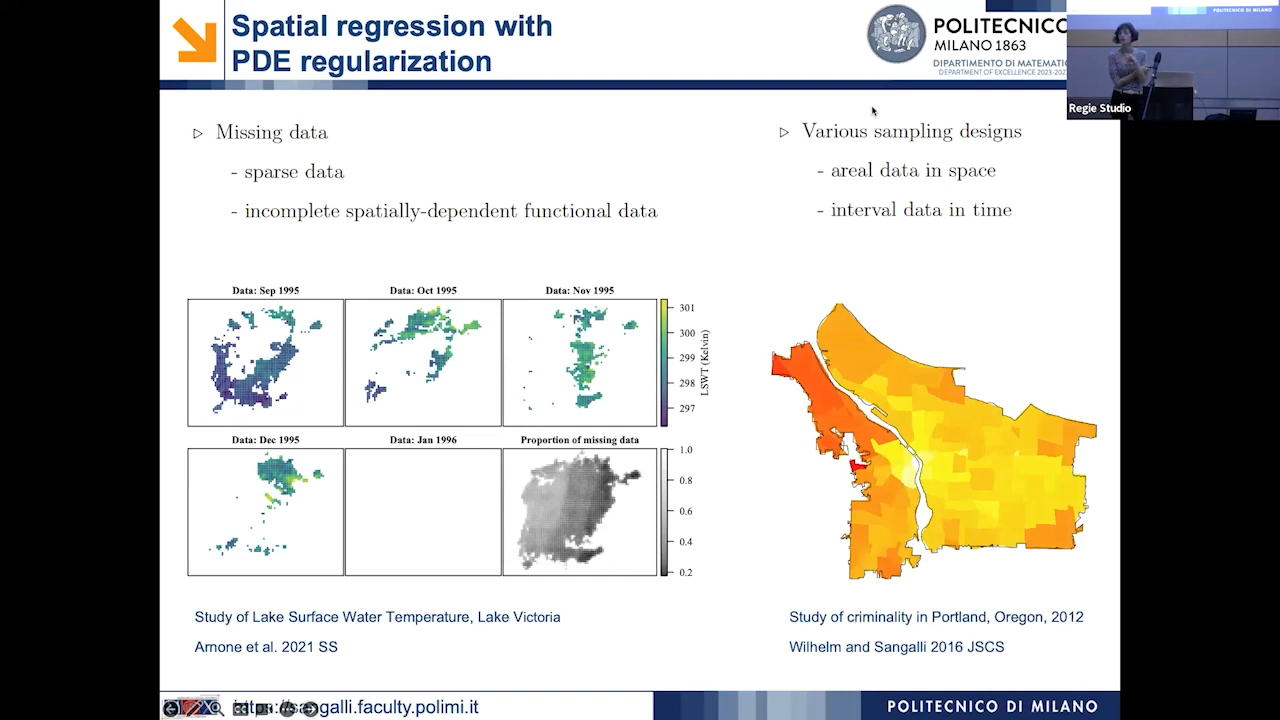 Spatial regression with
PDE regularization
POLITECNICO
MILANO 1863
DIPARTIMENTO DI MATEMATI
DEPARTMENT OF EXCELLENCE 2023-202
POLITECNICO DI MILANO
Regie Studio
▷ Missing data
- sparse data
- incomplete spatially-dependent functional data
▷ Various sampling designs
- areal data in space
- interval data in time
Data: Sep 1995
Data: Oct 1995
Data: Nov 1995
301
300
299
298
297
LSWT (Kelvin)
Data: Dec 1995
Data: Jan 1996
Proportion of missing data
1.0
0.8
0.6
0.4
0.2
Study of Lake Surface Water Temperature, Lake Victoria
Arnone et al. 2021 SS
Study of criminality in Portland, Oregon, 2012
Wilhelm and Sangalli 2016 JSCS
https://sangalli.faculty.polimi.it
POLITECNICO DI MILANO